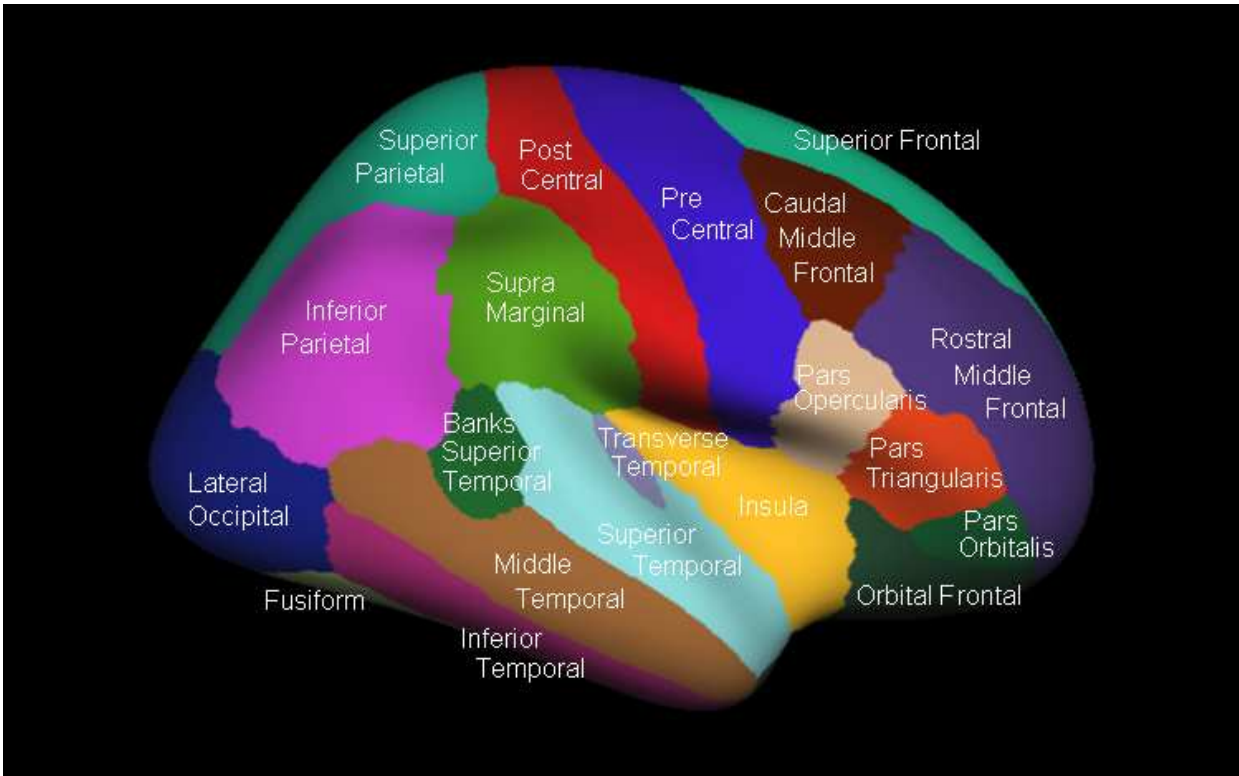 Superior
Parietal
Post
Central
Pre
Central
Superior Frontal
Caudal
Middle
Frontal
Supra
Marginal
Inferior
Parietal
Rostral
Middle
Frontal
Pars
Opercularis
Banks
Superior
Temporal
Transverse
Temporal
Pars
Triangularis
Lateral
Occipital
Insula
Pars
Orbitalis
Superior
Temporal
Middle
Temporal
Orbital Frontal
Fusiform
Inferior
Temporal